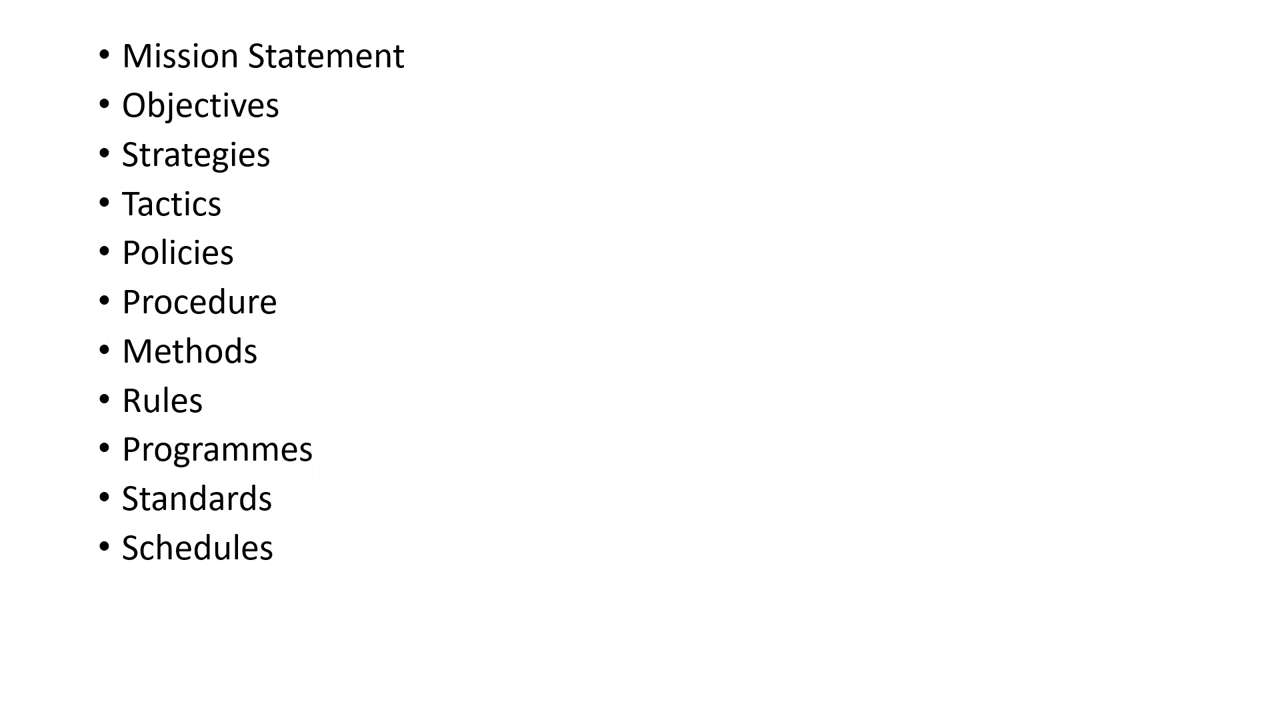 • Mission Statement
• Objectives
• Strategies
• Tactics
• Policies
• Procedure
• Methods
• Rules
• Programmes
• Standards
• Schedules